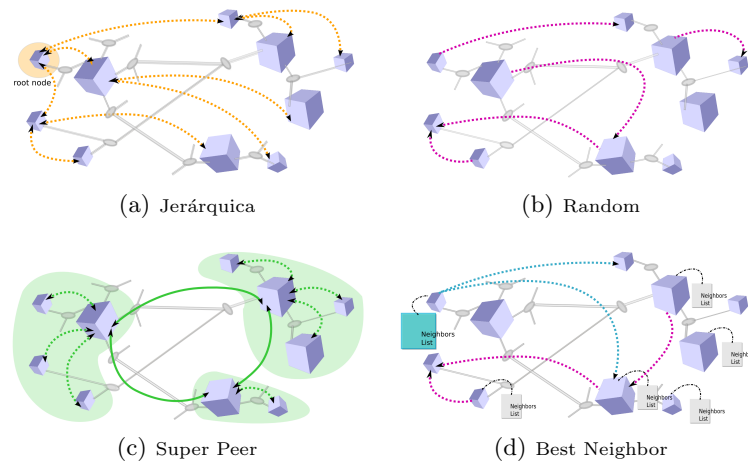 root node
(a) Jerárquica
(b) Random
Neighbors
List
Neighbors
List
Neighbors
List
Neighbors
List
Neighbors
List
Neighbors
List
(c) Super Peer
(d) Best Neighbor